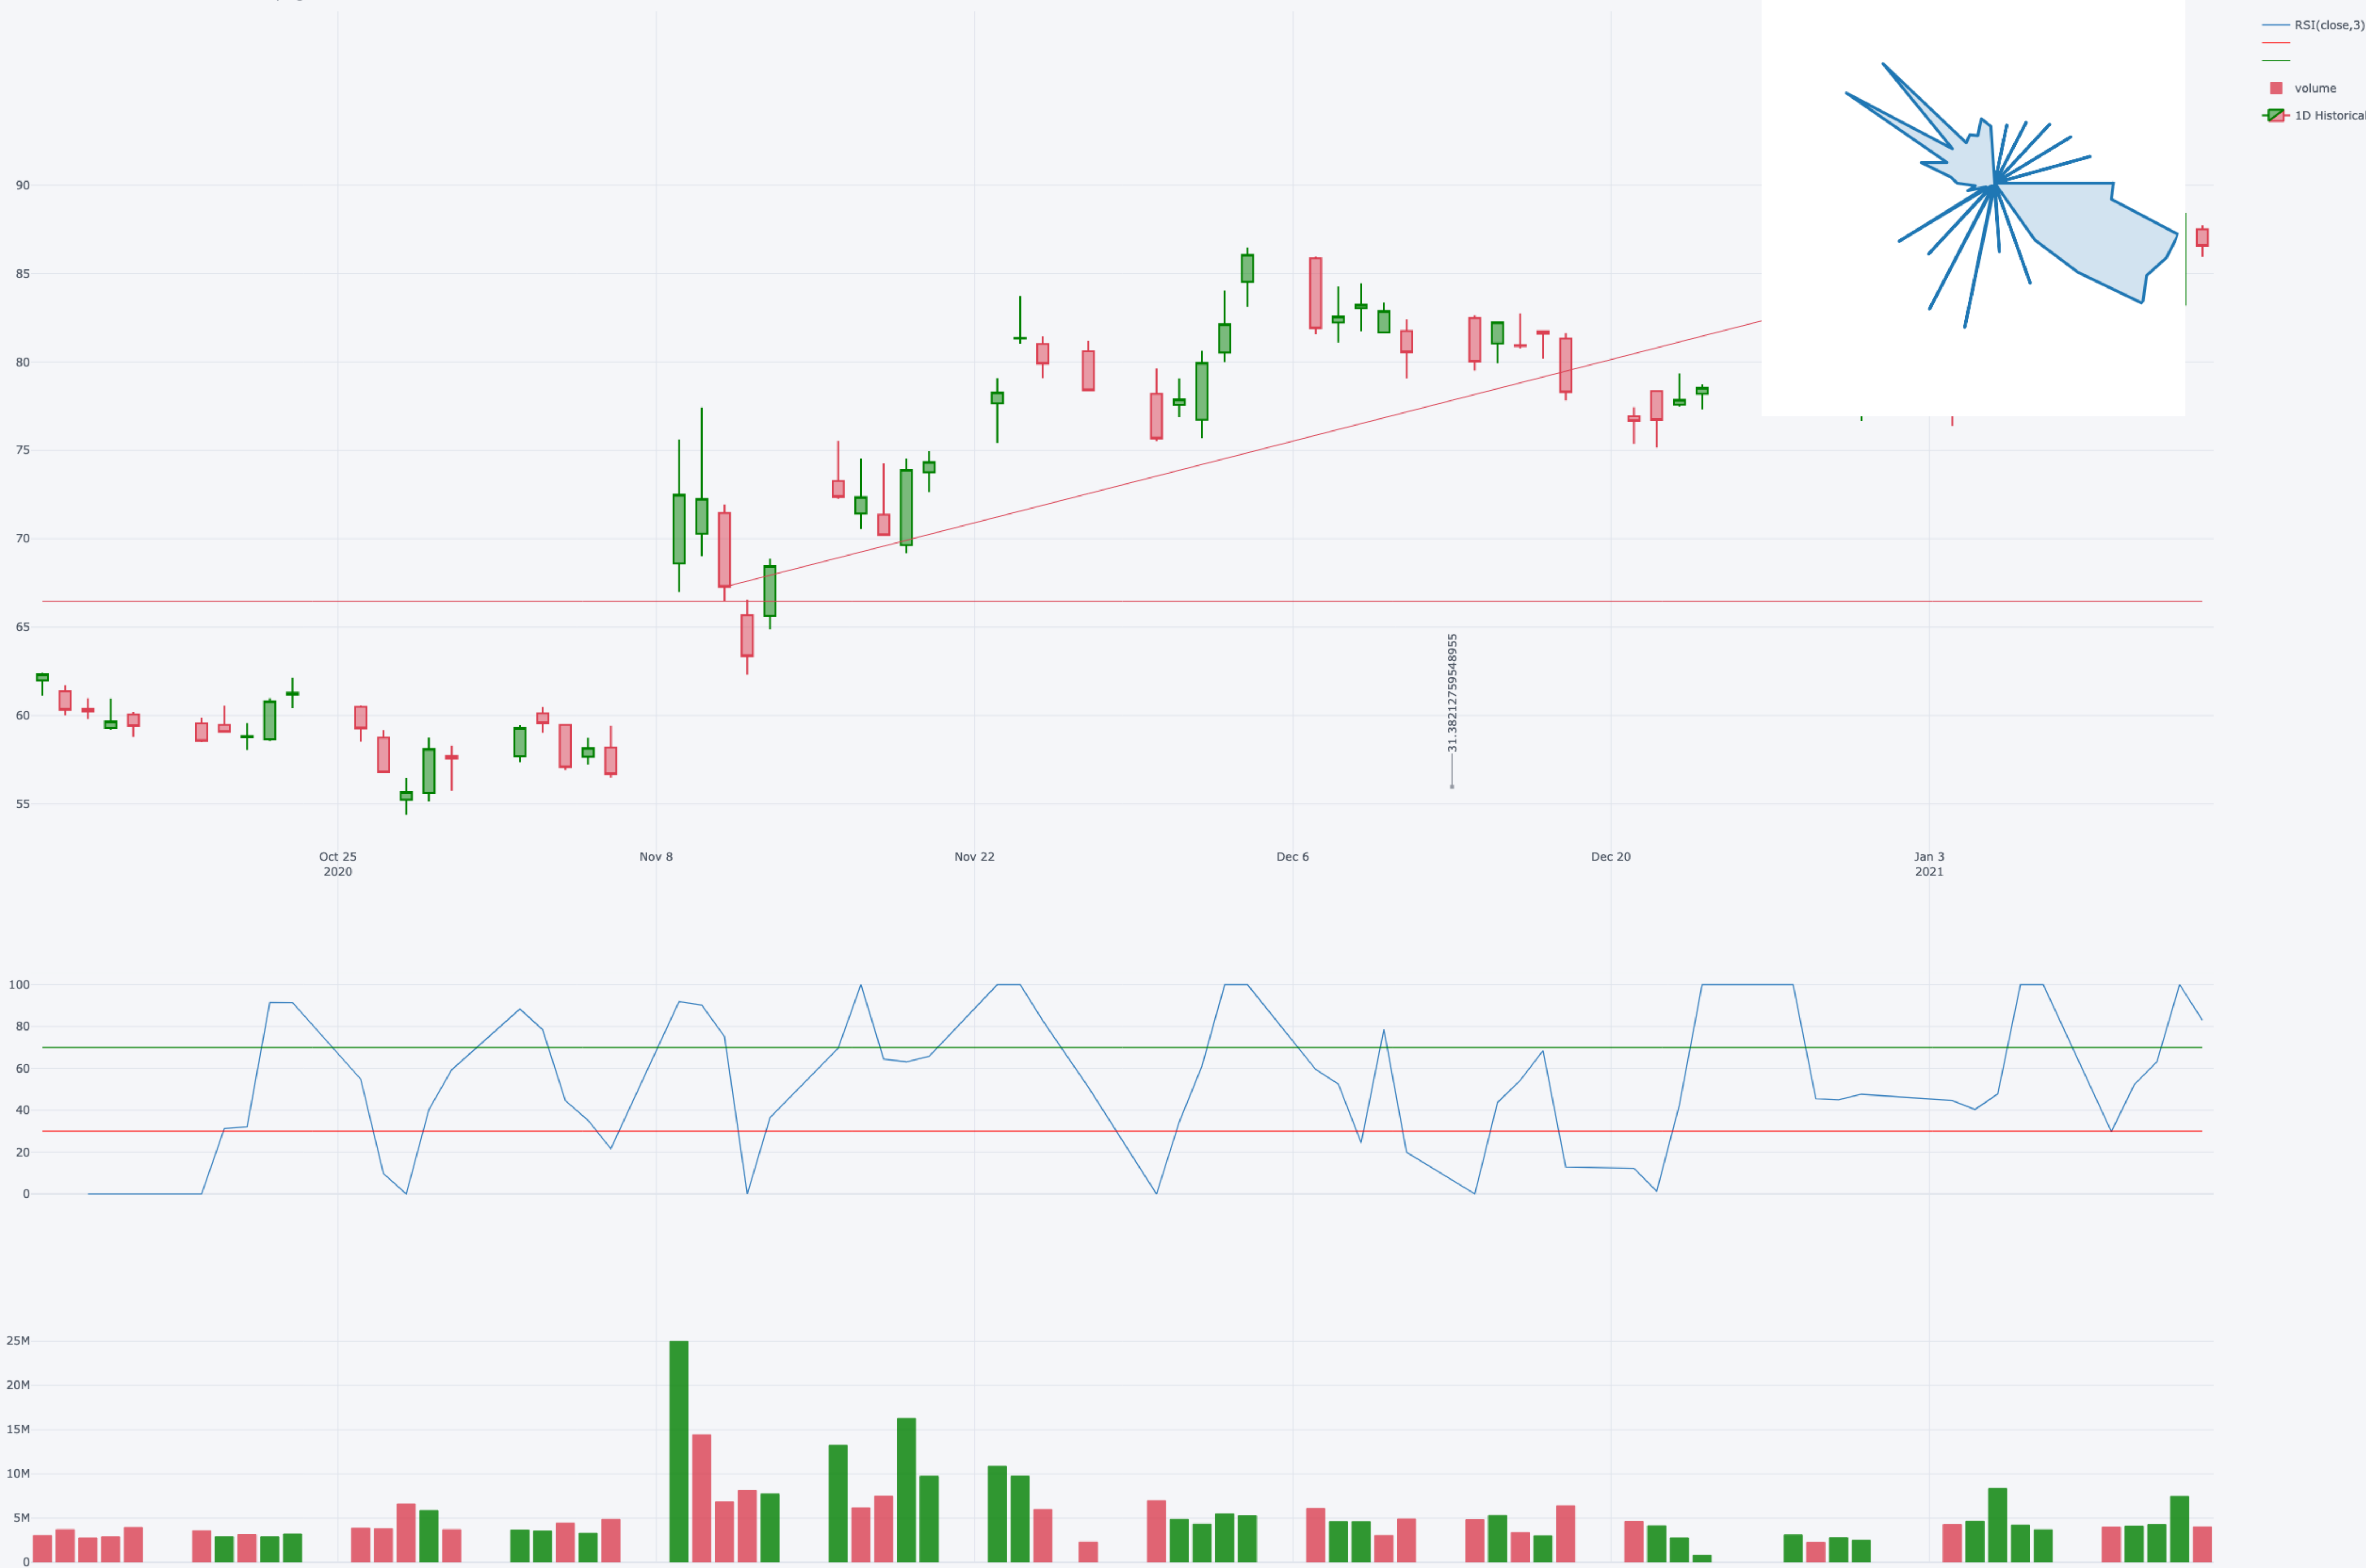 RSI(close,3)
volume
1D Historical
90
85
80
75
70
65
60
55
31.38212759548955
Oct 25
2020
Nov 8
Nov 22
Dec 6
Dec 20
Jan 3
2021
100
80
60
40
20
0
25M
20M
15M
10M
5M
0